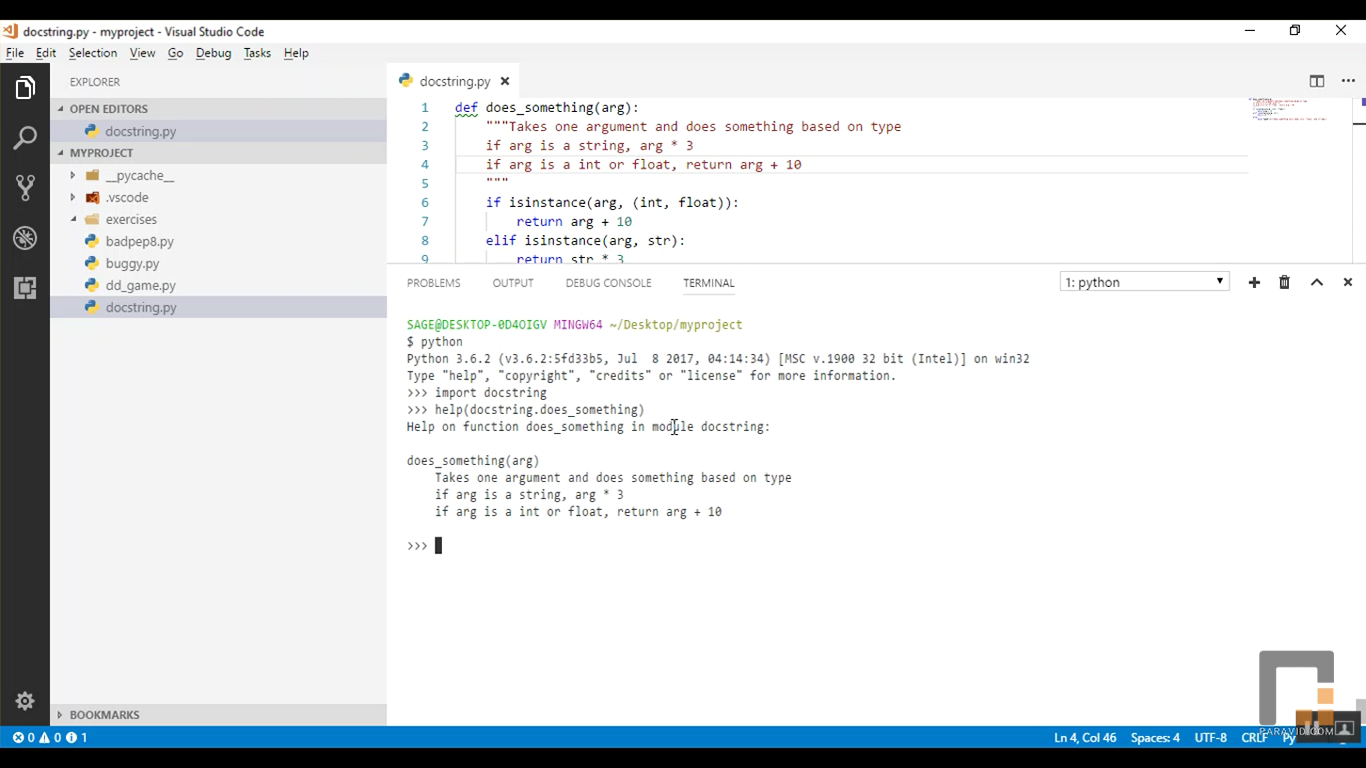 docstring.py - myproject - Visual Studio Code
File Edit Selection View Go Debug Tasks Help
EXPLORER
OPEN EDITORS
docstring.py
MYPROJECT
__pycache__
.vscode
exercises
badpep8.py
buggy.py
dd_game.py
docstring.py
BOOKMARKS
docstring.py
1 def does_something(arg):
2 """Takes one argument and does something based on type
3 if arg is a string, arg * 3
4 if arg is a int or float, return arg + 10
5 """
6 if isinstance(arg, (int, float)):
7 return arg + 10
8 elif isinstance(arg, str):
9 return str * 3
PROBLEMS OUTPUT DEBUG CONSOLE TERMINAL 1: python
SAGE@DESKTOP-0D4OIGV MINGW64 ~/Desktop/myproject
$ python
Python 3.6.2 (v3.6.2:5fd33b5, Jul  8 2017, 04:14:34) [MSC v.1900 32 bit (Intel)] on win32
Type "help", "copyright", "credits" or "license" for more information.
>>> import docstring
>>> help(docstring.does_something)
Help on function does_something in module docstring:
does_something(arg)
Takes one argument and does something based on type
if arg is a string, arg * 3
if arg is a int or float, return arg + 10
>>>
PARAVID.COM
0 0 1 Ln 4, Col 46 Spaces: 4 UTF-8 CRLF Py